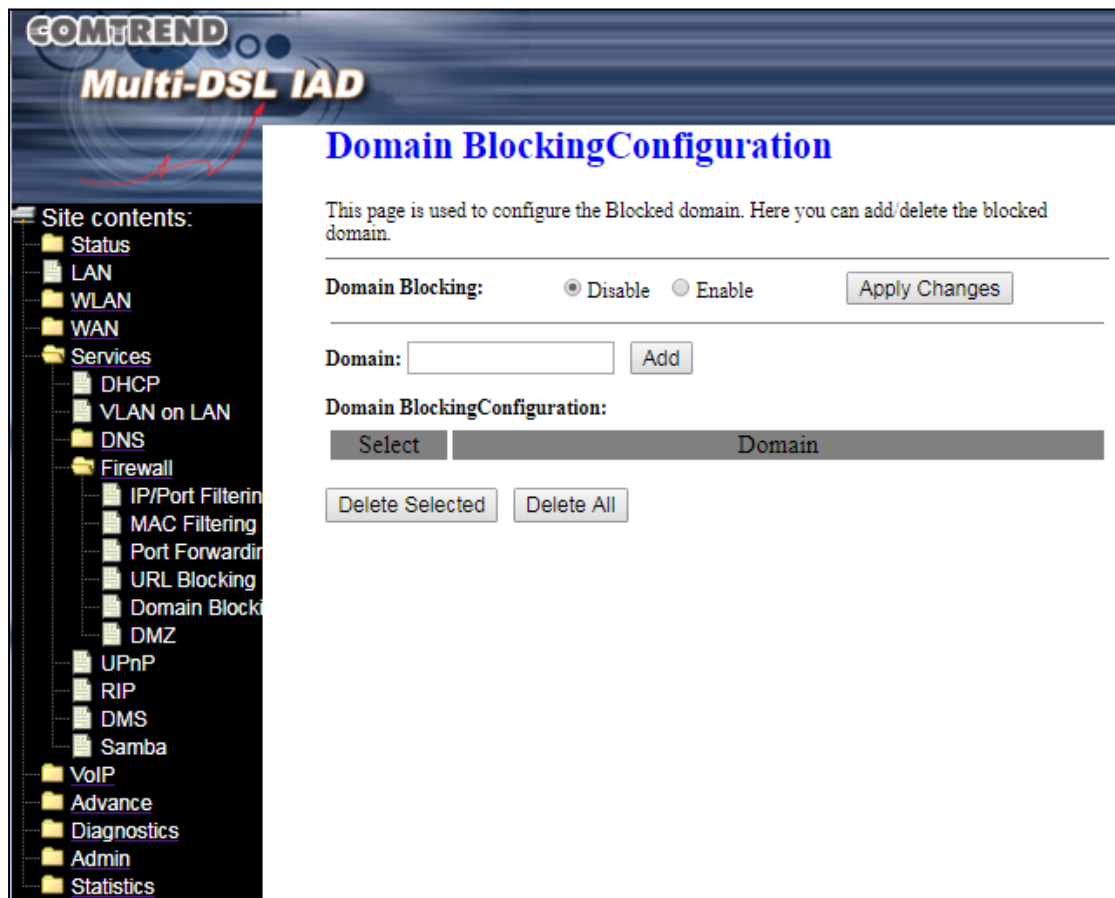 COMTREND
Multi-DSL IAD
Site contents:
Status
LAN
WLAN
WAN
Services
DHCP
VLAN on LAN
DNS
Firewall
IP/Port Filterin
MAC Filtering
Port Forwardin
URL Blocking
Domain Blocki
DMZ
UPnP
RIP
DMS
Samba
VoIP
Advance
Diagnostics
Admin
Statistics
Domain BlockingConfiguration
This page is used to configure the Blocked domain. Here you can add/delete the blocked
domain.
Domain Blocking: Disable Enable Apply Changes
Domain: Add
Domain BlockingConfiguration:
Select Domain
Delete Selected Delete All